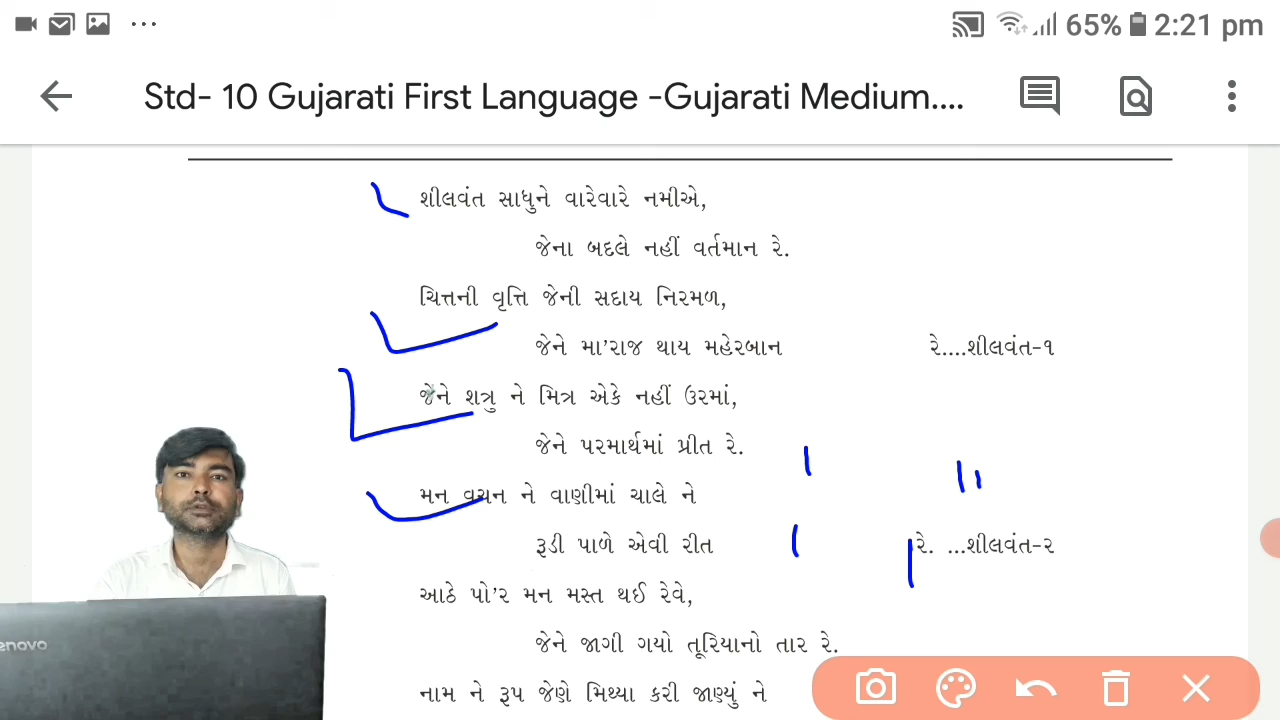 65% 2:21 pm
Std- 10 Gujarati First Language -Gujarati Medium....
શીલવંત સાધુને વારેવારે નમીએ,
જેના બદલે નહીં વર્તમાન રે.
ચિત્તની વૃત્તિ જેની સદાય નિરમળ,
જેને મા’રાજ થાય મહેરબાન રે....શીલવંત-૧
જેને શત્રુ ને મિત્ર એકે નહીં ઉરમાં,
જેને પરમાર્થમાં પ્રીત રે.
મન વચન ને વાણીમાં ચાલે ને
રૂડી પાળે એવી રીત રે. ...શીલવંત-૨
આઠે પો’ર મન મસ્ત થઈ રેવે,
જેને જાગી ગયો તૂરિયાનો તાર રે.
નામ ને રૂપ જેણે મિથ્યા કરી જાણ્યું ને
enovo